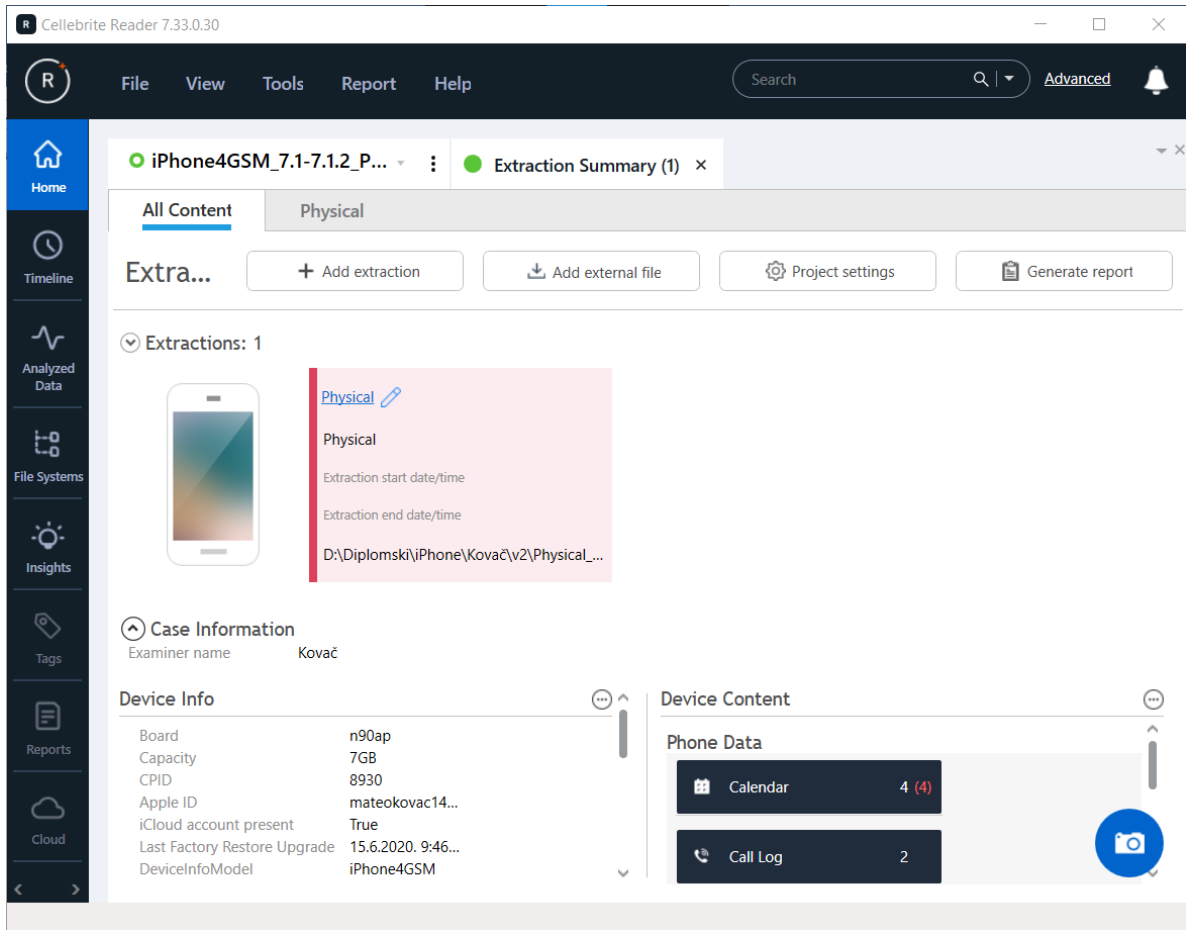 R Cellebrite Reader 7.33.0.30
R File View Tools Report Help Search Advanced
Home
Timeline
Analyzed
Data
File Systems
Insights
Tags
Reports
Cloud
iPhone4GSM_7.1-7.1.2_P... Extraction Summary (1)
All Content Physical
Extra... Add extraction Add external file Project settings Generate report
Extractions: 1
Physical
Physical
Extraction start date/time
Extraction end date/time
D:\Diplomski\iPhone\Kovač\v2\Physical_...
Case Information
Examiner name Kovač
Device Info
Board n90ap
Capacity 7GB
CPID 8930
Apple ID mateokovac14...
iCloud account present True
Last Factory Restore Upgrade 15.6.2020. 9:46...
DeviceInfoModel iPhone4GSM
Device Content
Phone Data
Calendar 4 (4)
Call Log 2